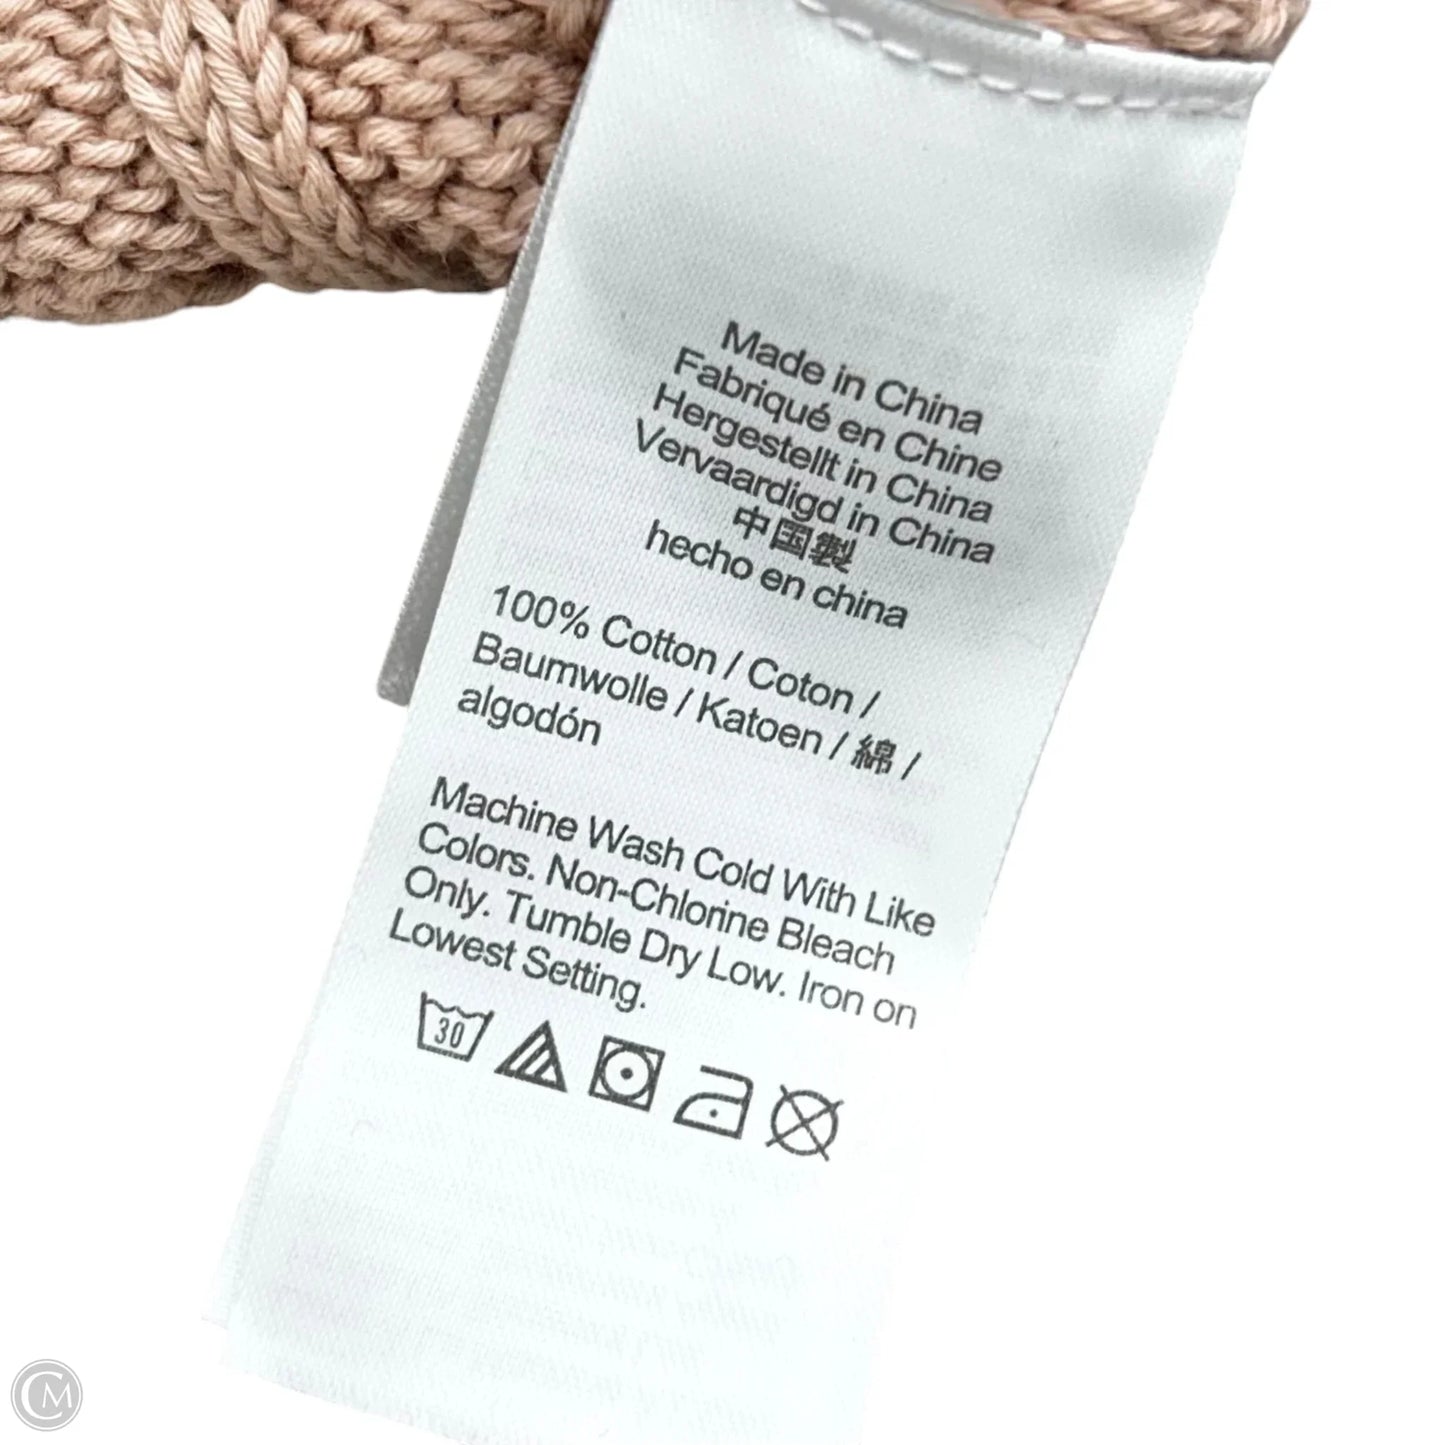 Made in China
Fabriqué en Chine
Hergestellt in China
Vervaardigd in China
中国製
hecho en china
100% Cotton / Coton /
Baumwolle / Katoen / 綿 /
algodón
Machine Wash Cold With Like
Colors. Non-Chlorine Bleach
Only. Tumble Dry Low. Iron on
Lowest Setting.
30
CM